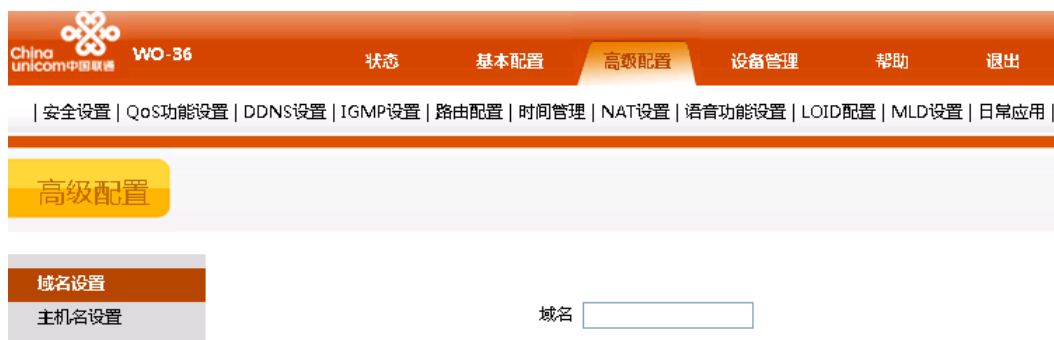 China
unicom中国联通
WO-36
状态 基本配置 高级配置 设备管理 帮助 退出
| 安全设置 | QoS功能设置 | DDNS设置 | IGMP设置 | 路由配置 | 时间管理 | NAT设置 | 语音功能设置 | LOID配置 | MLD设置 | 日常应用 |
高级配置
域名设置
主机名设置
域名